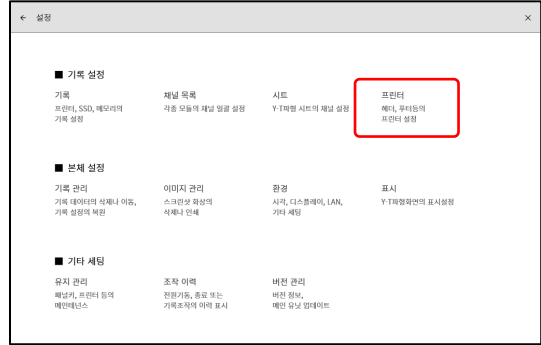 ← 설정 ×
■ 기록 설정
기록
프린터, SSD, 메모리의
기록 설정
채널 목록
각종 모듈의 채널 일괄 설정
시트
Y-T파형 시트의 채널 설정
프린터
헤더, 푸터등의
프린터 설정
■ 본체 설정
기록 관리
기록 데이터의 삭제나 이동,
기록 설정의 복원
이미지 관리
스크린샷 화상의
삭제나 인쇄
환경
시각, 디스플레이, LAN,
기타 세팅
표시
Y-T파형화면의 표시설정
■ 기타 세팅
유지 관리
패널키, 프린터 등의
메인테넌스
조작 이력
전원기동, 종료 또는
기록조작의 이력 표시
버전 관리
버전 정보,
메인 유닛 업데이트